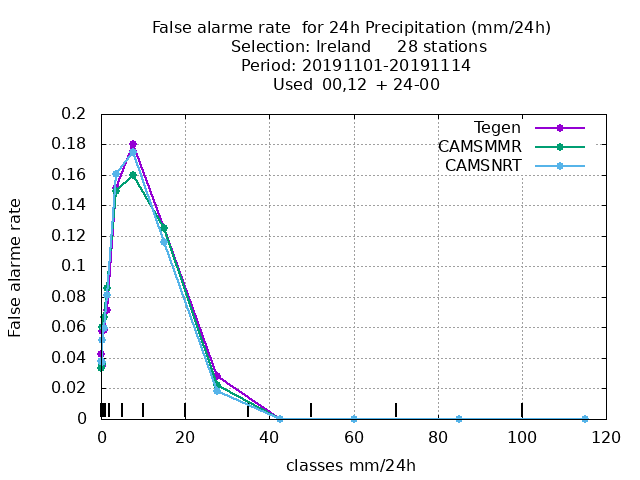 False alarme rate  for 24h Precipitation (mm/24h)
Selection: Ireland     28 stations
Period: 20191101-20191114
Used  00,12  + 24-00
Tegen
CAMSMMR
CAMSNRT
0.2
0.18
0.16
0.14
0.12
0.1
0.08
0.06
0.04
0.02
0
False alarme rate
0 20 40 60 80 100 120
classes mm/24h